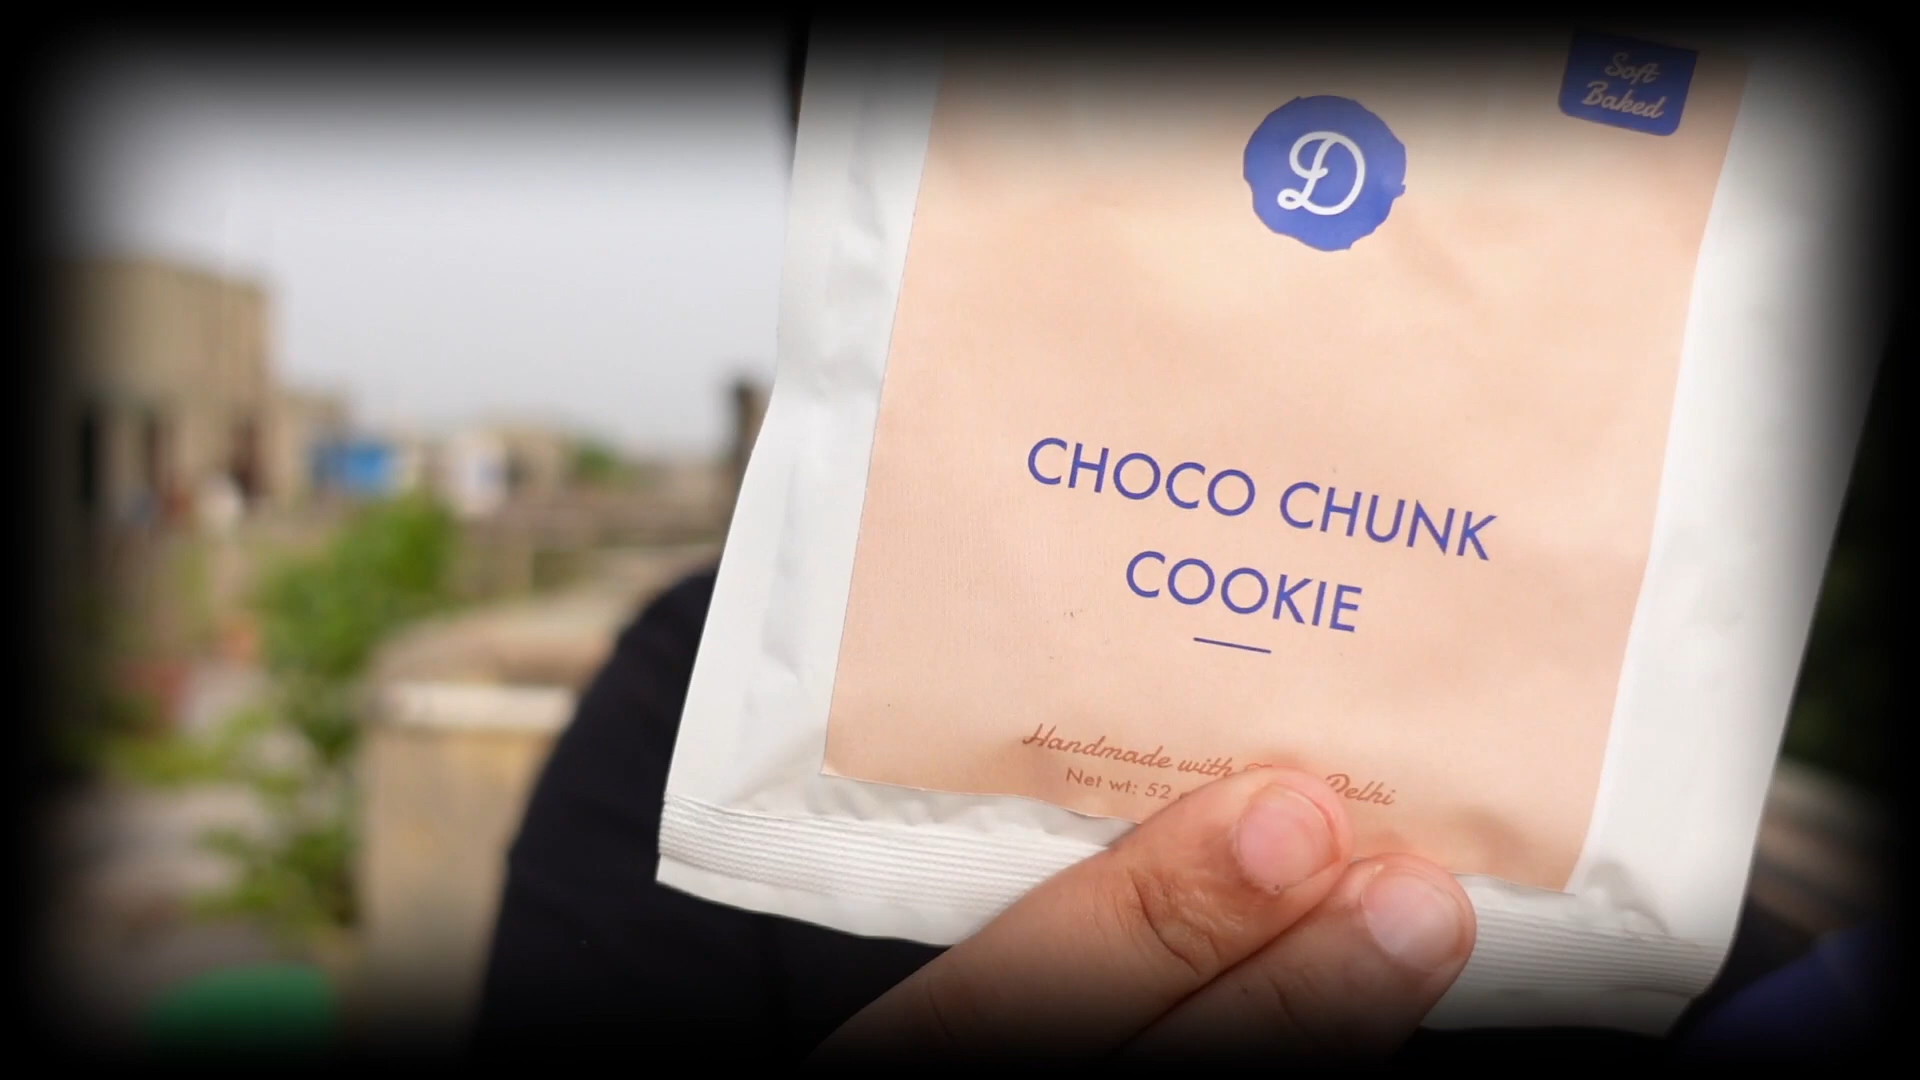 Soft
Baked
D
CHOCO CHUNK
COOKIE
Handmade with Delhi
Net wt: 52